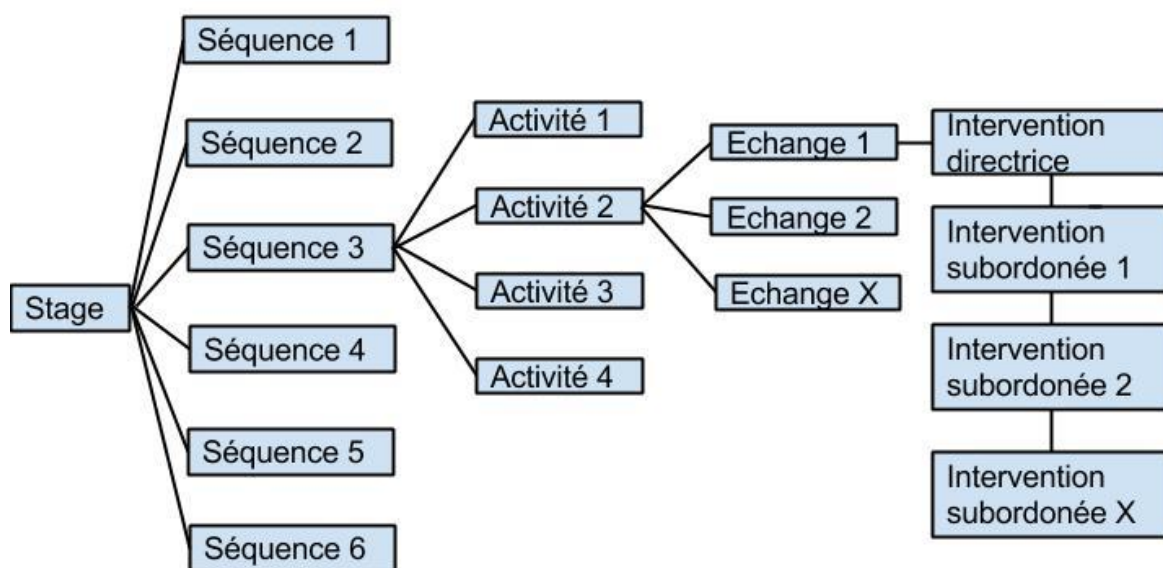 Stage
Séquence 1
Séquence 2
Séquence 3
Séquence 4
Séquence 5
Séquence 6
Activité 1
Activité 2
Activité 3
Activité 4
Echange 1
Echange 2
Echange X
Intervention
directrice
Intervention
subordonée 1
Intervention
subordonée 2
Intervention
subordonée X